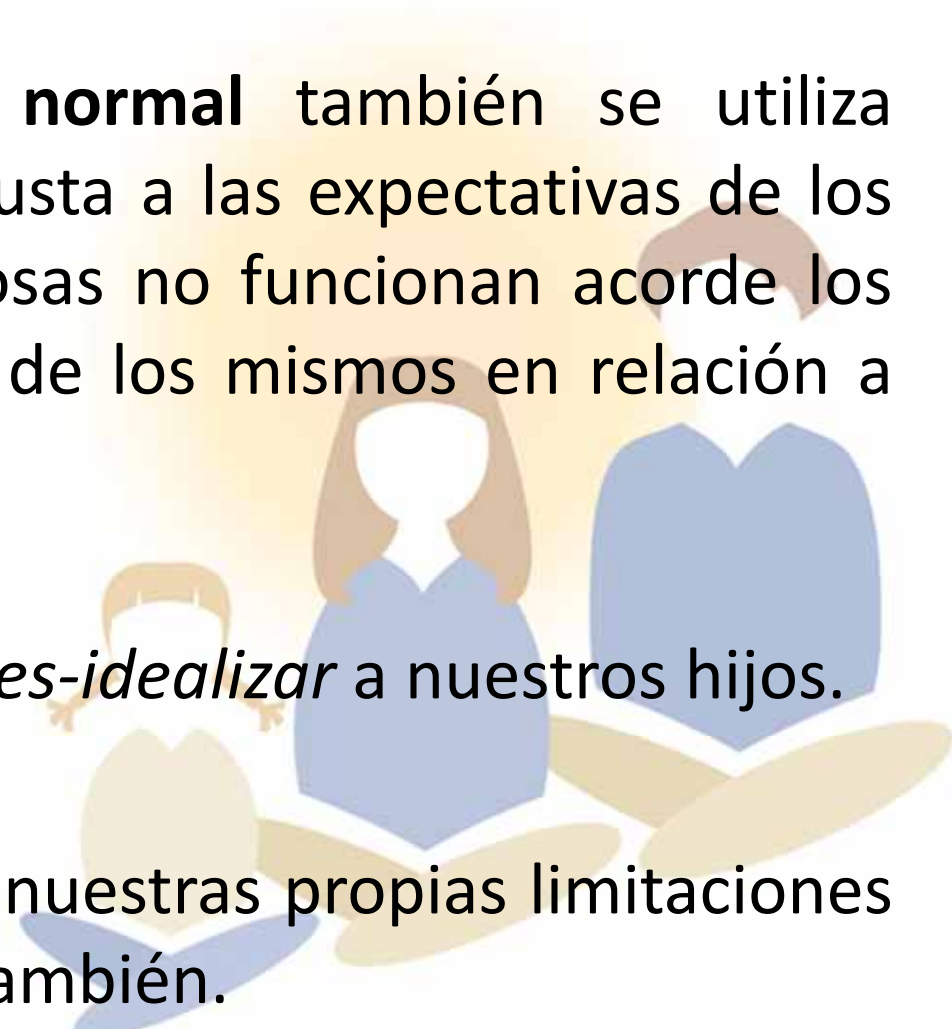 normal también se utiliza
usta a las expectativas de los
osas no funcionan acorde los
de los mismos en relación a
es-idealizar a nuestros hijos.
nuestras propias limitaciones
ambién.